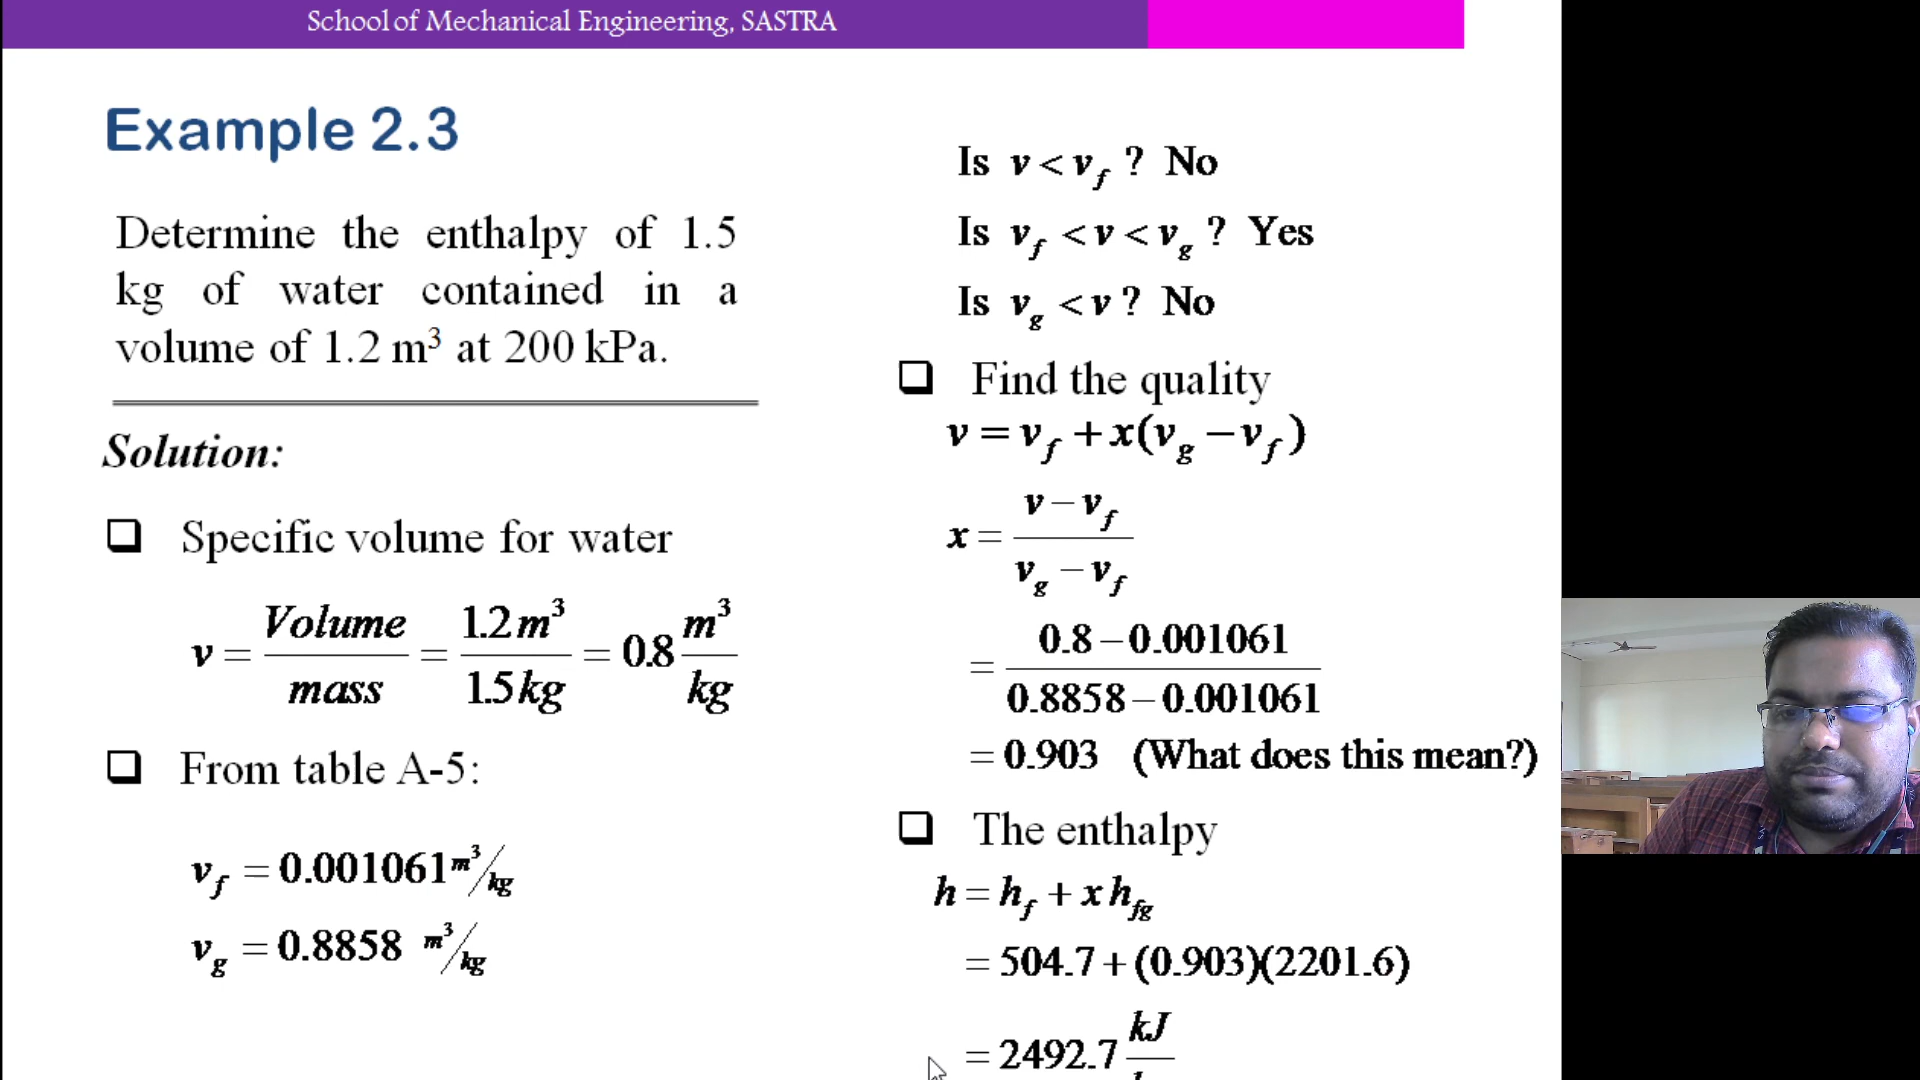 School of Mechanical Engineering, SASTRA
Example 2.3
Determine the enthalpy of 1.5
kg of water contained in a
volume of 1.2 m³ at 200 kPa.
Solution:
❑ Specific volume for water
v = Volume/mass = 1.2 m³/1.5 kg = 0.8 m³/kg
❑ From table A-5:
v_f = 0.001061 m³/kg
v_g = 0.8858 m³/kg
Is v < v_f ? No
Is v_f < v < v_g ? Yes
Is v_g < v ? No
❑ Find the quality
v = v_f + x(v_g − v_f)
x = (v − v_f)/(v_g − v_f)
= (0.8 − 0.001061)/(0.8858 − 0.001061)
= 0.903 (What does this mean?)
❑ The enthalpy
h = h_f + x h_fg
= 504.7 + (0.903)(2201.6)
= 2492.7 kJ